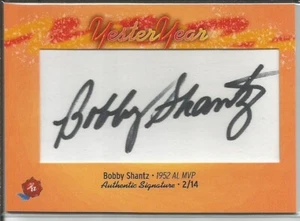 YesterYear
Bobby Shantz
Bobby Shantz • 1952 AL MVP
Authentic Signature • 2/14